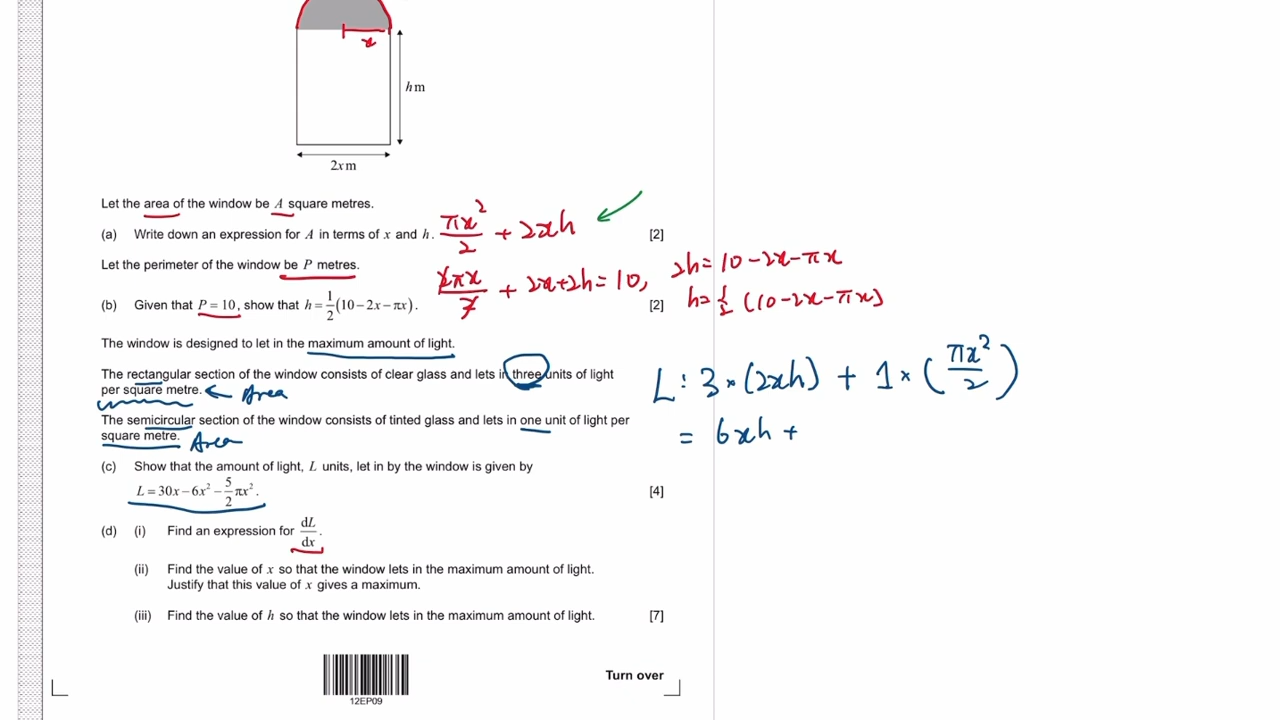 x
h m
2x m
Let the area of the window be A square metres.
(a) Write down an expression for A in terms of x and h. πx²/2 + 2xh [2]
Let the perimeter of the window be P metres.
2πx/2 + 2x+2h = 10, 2h = 10-2x-πx
(b) Given that P = 10, show that h = 1/2(10 − 2x − πx). [2] h = 1/2 (10-2x-πx)
The window is designed to let in the maximum amount of light.
The rectangular section of the window consists of clear glass and lets in three units of light
per square metre. ← Area
L : 3 × (2xh) + 1 × (πx²/2)
The semicircular section of the window consists of tinted glass and lets in one unit of light per
square metre. Area
= 6xh +
(c) Show that the amount of light, L units, let in by the window is given by
L = 30x − 6x² − 5/2 πx². [4]
(d) (i) Find an expression for dL/dx.
(ii) Find the value of x so that the window lets in the maximum amount of light.
Justify that this value of x gives a maximum.
(iii) Find the value of h so that the window lets in the maximum amount of light. [7]
12EP09
Turn over